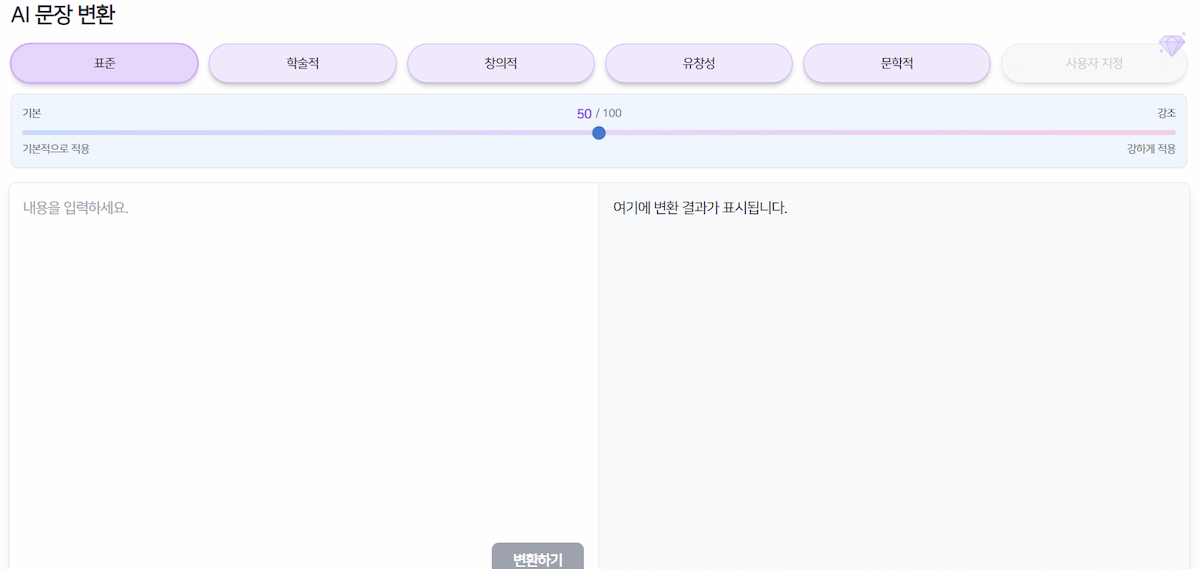 AI 문장 변환
표준
학술적
창의적
유창성
문학적
사용자 지정
기본
50 / 100
강조
기본적으로 적용
강하게 적용
내용을 입력하세요.
여기에 변환 결과가 표시됩니다.
변환하기